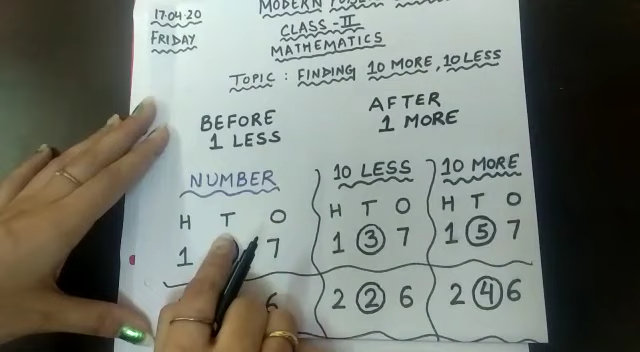 17.04.20
FRIDAY
MODERN
CLASS - II
MATHEMATICS
TOPIC : FINDING 10 MORE, 10 LESS
BEFORE
1 LESS
AFTER
1 MORE
NUMBER
10 LESS
10 MORE
H T O
H T O
H T O
1 7
1 3 7
1 5 7
6
2 2 6
2 4 6